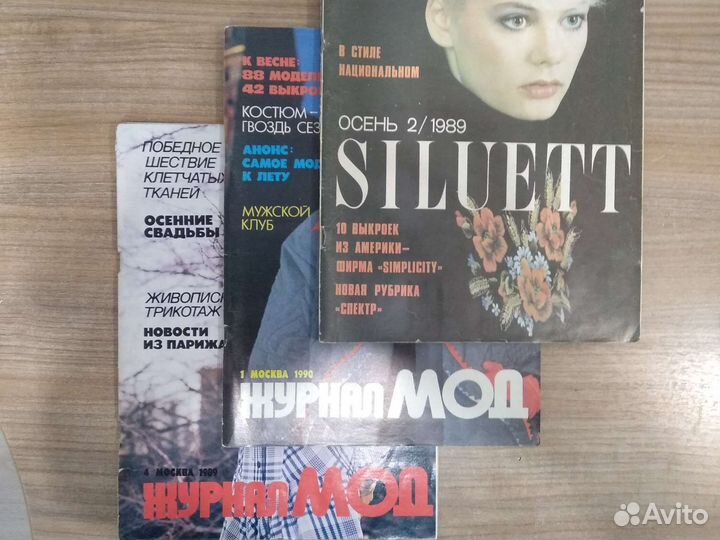 В СТИЛЕ
НАЦИОНАЛЬНОМ
ОСЕНЬ 2/1989
SILUETT
10 ВЫКРОЕК
ИЗ АМЕРИКИ–
ФИРМА «SIMPLICITY»
НОВАЯ РУБРИКА
«СПЕКТР»
К ВЕСНЕ:
88 МОДЕЛ
42 ВЫКРО
КОСТЮМ –
ГВОЗДЬ СЕЗ
АНОНС:
САМОЕ МОД
К ЛЕТУ
МУЖСКОЙ
КЛУБ
1 МОСКВА 1990
ЖУРНАЛ МОД
ПОБЕДНОЕ
ШЕСТВИЕ
КЛЕТЧАТЫХ
ТКАНЕЙ
ОСЕННИЕ
СВАДЬБЫ
ЖИВОПИС
ТРИКОТАЖ
НОВОСТИ
ИЗ ПАРИЖА
4 МОСКВА 1989
ЖУРНАЛ МОД
Avito